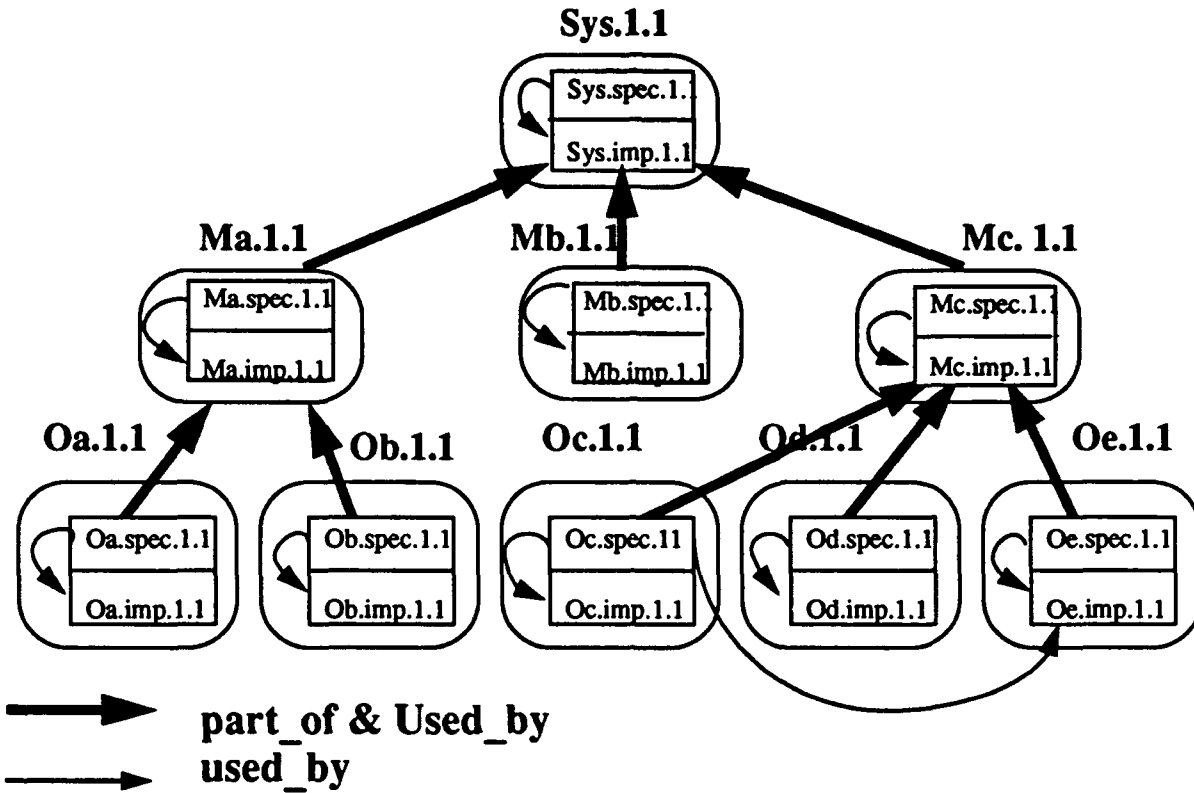 Sys.1.1
Sys.spec.1.1
Sys.imp.1.1
Ma.1.1
Mb.1.1
Mc. 1.1
Ma.spec.1.1
Ma.imp.1.1
Mb.spec.1.1
Mb.imp.1.1
Mc.spec.1.1
Mc.imp.1.1
Oa.1.1
Ob.1.1
Oc.1.1
Od.1.1
Oe.1.1
Oa.spec.1.1
Oa.imp.1.1
Ob.spec.1.1
Ob.imp.1.1
Oc.spec.11
Oc.imp.1.1
Od.spec.1.1
Od.imp.1.1
Oe.spec.1.1
Oe.imp.1.1
part_of & Used_by
used_by